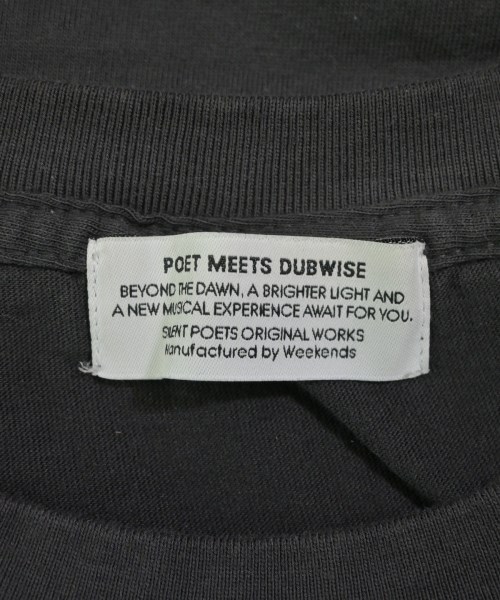 POET MEETS DUBWISE
BEYOND THE DAWN, A BRIGHTER LIGHT AND
A NEW MUSICAL EXPERIENCE AWAIT FOR YOU.
SILENT POETS ORIGINAL WORKS
Manufactured by Weekends